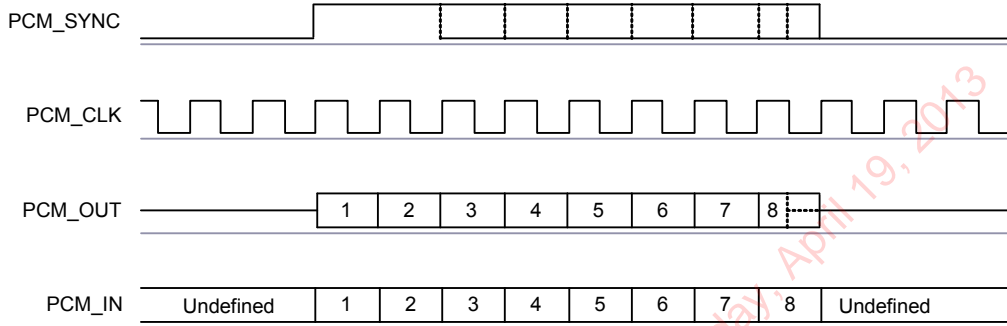 PCM_SYNC
PCM_CLK
PCM_OUT 1 2 3 4 5 6 7 8
PCM_IN Undefined 1 2 3 4 5 6 7 8 Undefined
day, April 19, 2013